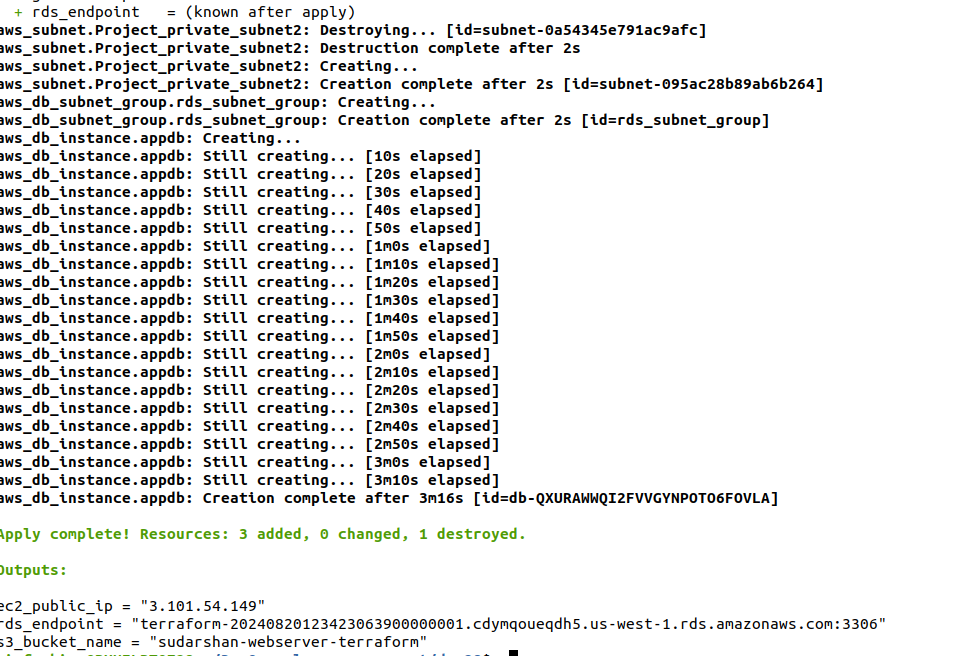 + rds_endpoint   = (known after apply)
aws_subnet.Project_private_subnet2: Destroying... [id=subnet-0a54345e791ac9afc]
aws_subnet.Project_private_subnet2: Destruction complete after 2s
aws_subnet.Project_private_subnet2: Creating...
aws_subnet.Project_private_subnet2: Creation complete after 2s [id=subnet-095ac28b89ab6b264]
aws_db_subnet_group.rds_subnet_group: Creating...
aws_db_subnet_group.rds_subnet_group: Creation complete after 2s [id=rds_subnet_group]
aws_db_instance.appdb: Creating...
aws_db_instance.appdb: Still creating... [10s elapsed]
aws_db_instance.appdb: Still creating... [20s elapsed]
aws_db_instance.appdb: Still creating... [30s elapsed]
aws_db_instance.appdb: Still creating... [40s elapsed]
aws_db_instance.appdb: Still creating... [50s elapsed]
aws_db_instance.appdb: Still creating... [1m0s elapsed]
aws_db_instance.appdb: Still creating... [1m10s elapsed]
aws_db_instance.appdb: Still creating... [1m20s elapsed]
aws_db_instance.appdb: Still creating... [1m30s elapsed]
aws_db_instance.appdb: Still creating... [1m40s elapsed]
aws_db_instance.appdb: Still creating... [1m50s elapsed]
aws_db_instance.appdb: Still creating... [2m0s elapsed]
aws_db_instance.appdb: Still creating... [2m10s elapsed]
aws_db_instance.appdb: Still creating... [2m20s elapsed]
aws_db_instance.appdb: Still creating... [2m30s elapsed]
aws_db_instance.appdb: Still creating... [2m40s elapsed]
aws_db_instance.appdb: Still creating... [2m50s elapsed]
aws_db_instance.appdb: Still creating... [3m0s elapsed]
aws_db_instance.appdb: Still creating... [3m10s elapsed]
aws_db_instance.appdb: Creation complete after 3m16s [id=db-QXURAWWQI2FVVGYNPOTO6FOVLA]
Apply complete! Resources: 3 added, 0 changed, 1 destroyed.
Outputs:
ec2_public_ip = "3.101.54.149"
rds_endpoint = "terraform-20240820123423063900000001.cdymqoueqdh5.us-west-1.rds.amazonaws.com:3306"
s3_bucket_name = "sudarshan-webserver-terraform"